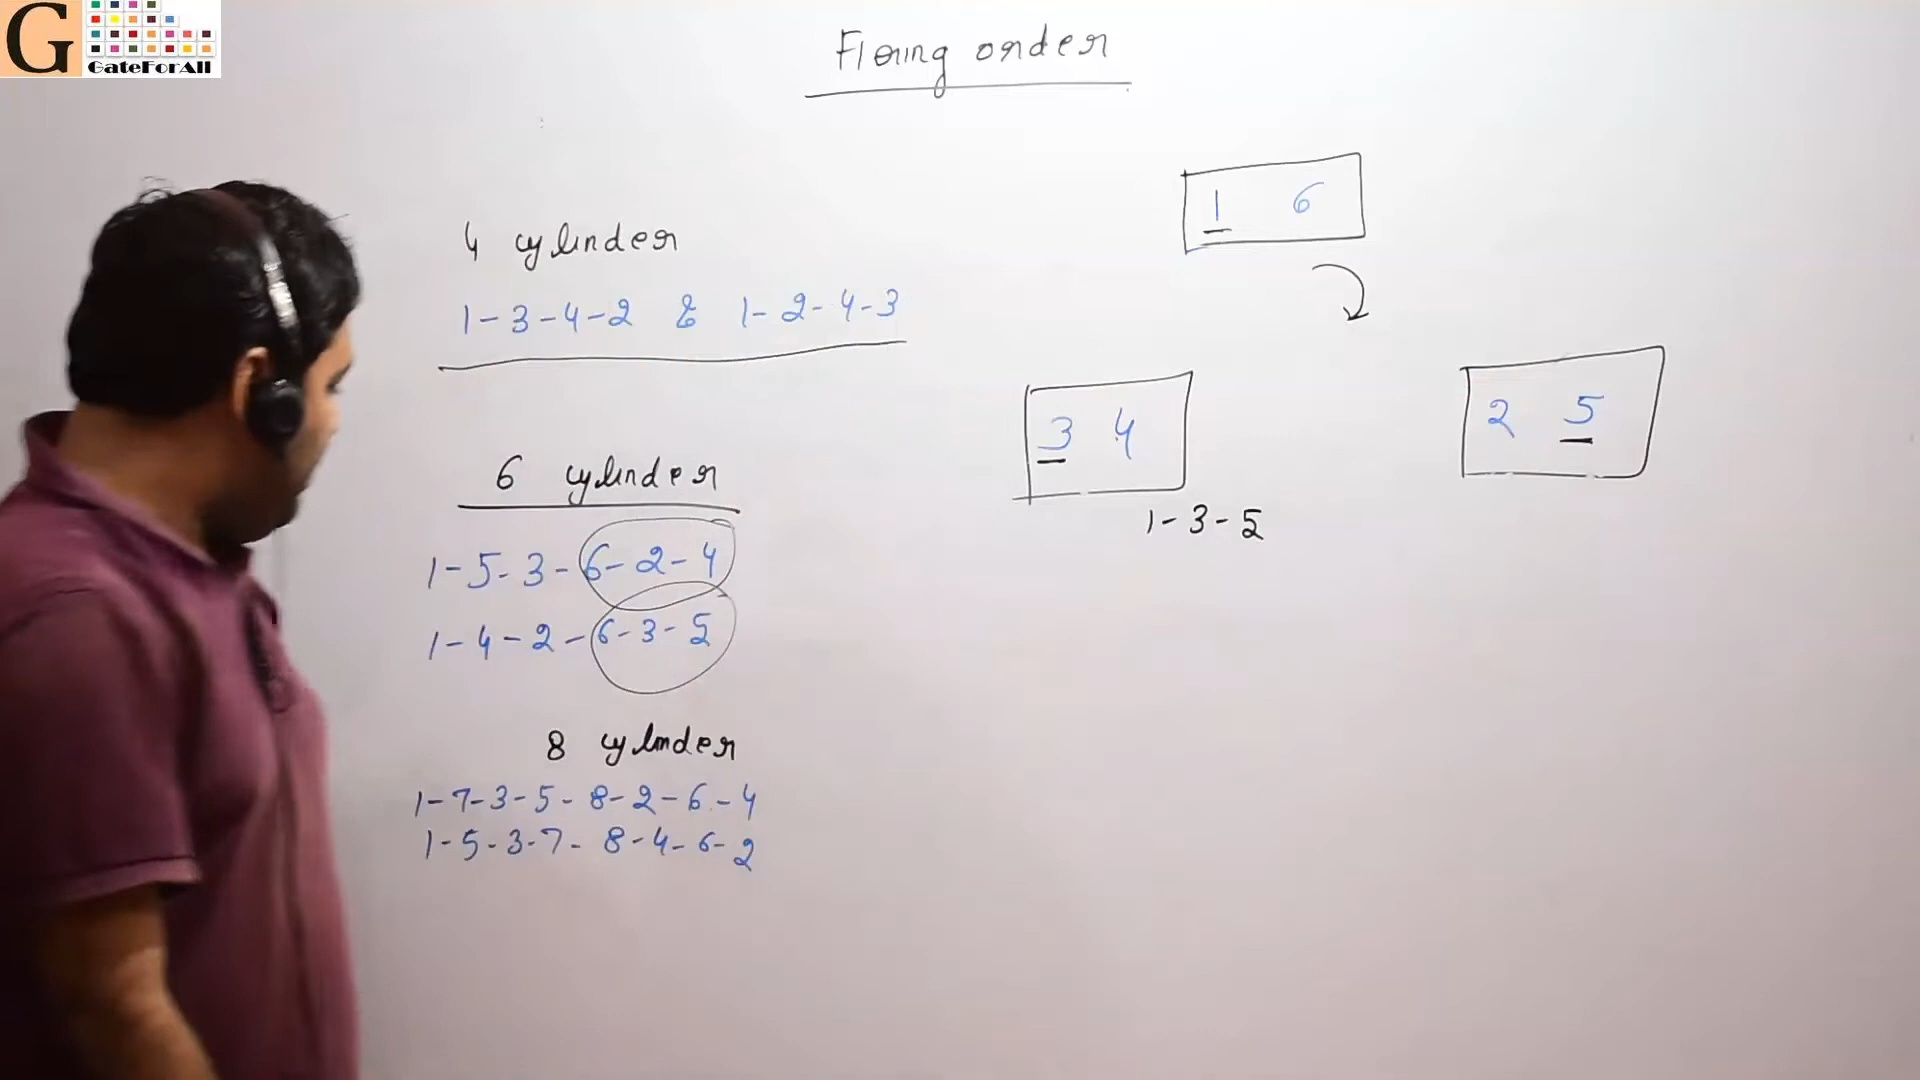 G
GateForAll
Firing order
4 cylinder
1-3-4-2 & 1-2-4-3
6 cylinder
1-5-3-6-2-4
1-4-2-6-3-5
8 cylinder
1-7-3-5-8-2-6-4
1-5-3-7-8-4-6-2
1 6
3 4
2 5
1-3-5